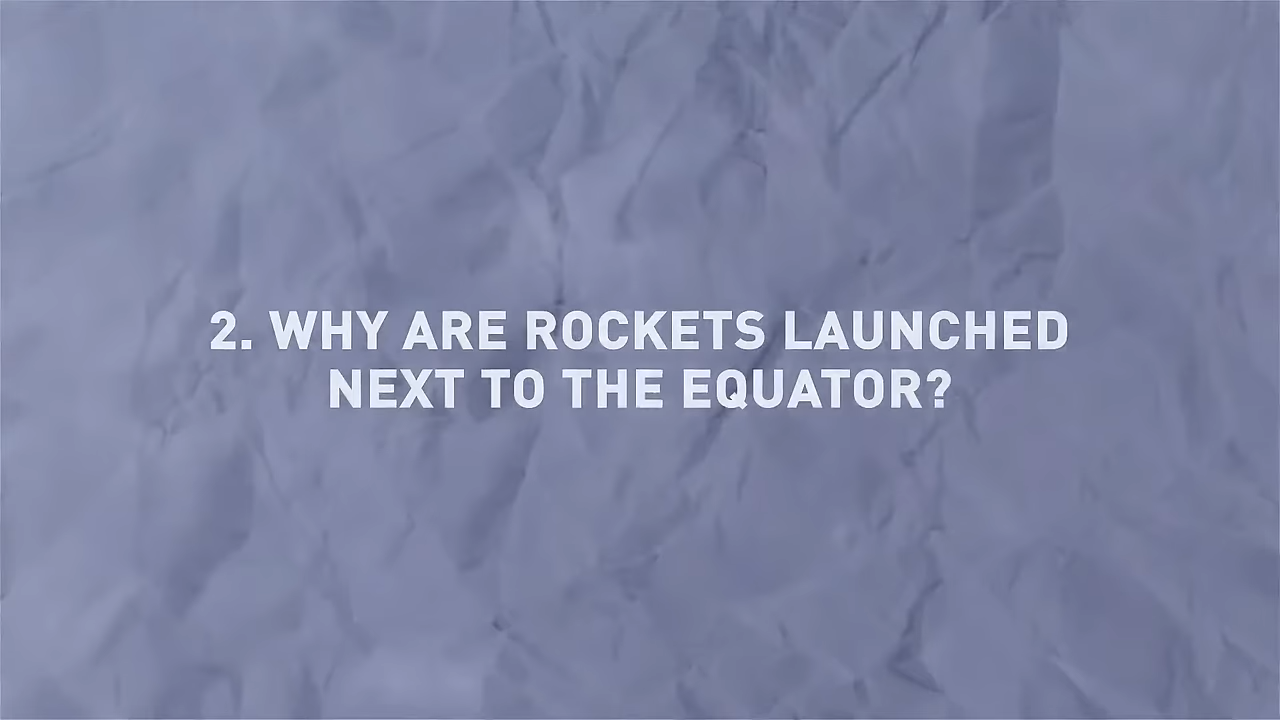 2. WHY ARE ROCKETS LAUNCHED
NEXT TO THE EQUATOR?